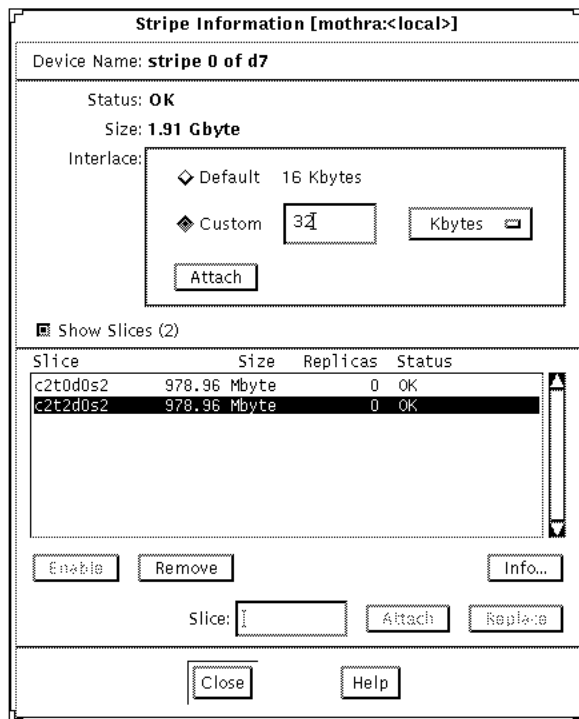 Stripe Information [mothra:<local>]
Device Name: stripe 0 of d7
Status: OK
Size: 1.91 Gbyte
Interlace:
Default 16 Kbytes
Custom 32 Kbytes
Attach
Show Slices (2)
Slice Size Replicas Status
c2t0d0s2 978.96 Mbyte 0 OK
c2t2d0s2 978.96 Mbyte 0 OK
Enable Remove Info...
Slice: Attach Replace
Close Help